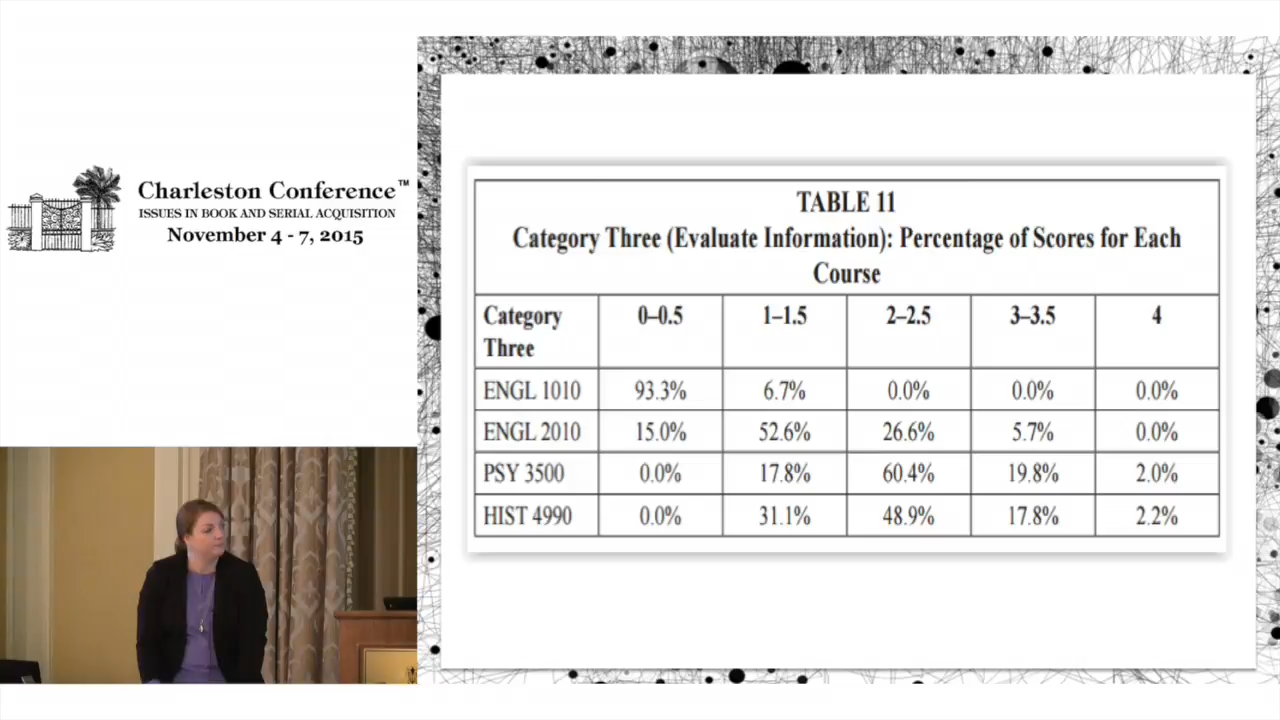 Charleston Conference™
ISSUES IN BOOK AND SERIAL ACQUISITION
November 4 - 7, 2015
TABLE 11
Category Three (Evaluate Information): Percentage of Scores for Each
Course
Category Three 0–0.5 1–1.5 2–2.5 3–3.5 4
ENGL 1010 93.3% 6.7% 0.0% 0.0% 0.0%
ENGL 2010 15.0% 52.6% 26.6% 5.7% 0.0%
PSY 3500 0.0% 17.8% 60.4% 19.8% 2.0%
HIST 4990 0.0% 31.1% 48.9% 17.8% 2.2%